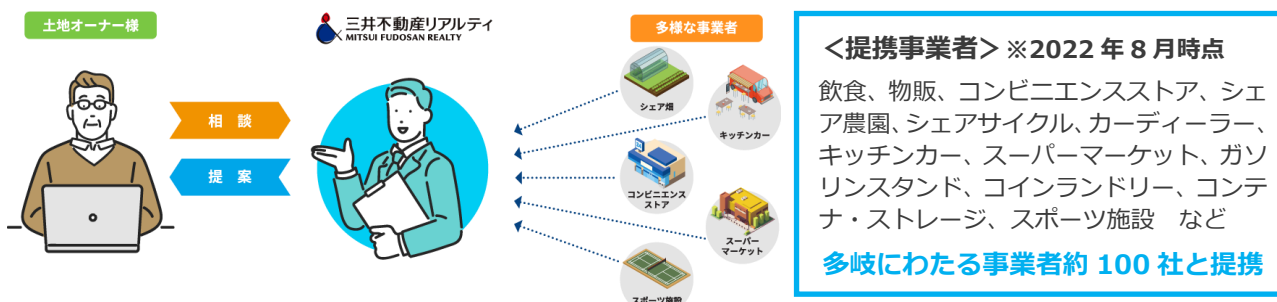 土地オーナー様
三井不動産リアルティ
MITSUI FUDOSAN REALTY
多様な事業者
相 談
提 案
シェア畑
キッチンカー
コンビニエンス
ストア
スーパー
マーケット
スポーツ施設
＜提携事業者＞※2022 年 8 月時点
飲食、物販、コンビニエンスストア、シェ
ア農園、シェアサイクル、カーディーラー、
キッチンカー、スーパーマーケット、ガソ
リンスタンド、コインランドリー、コンテ
ナ・ストレージ、スポーツ施設　など
多岐にわたる事業者約 100 社と提携